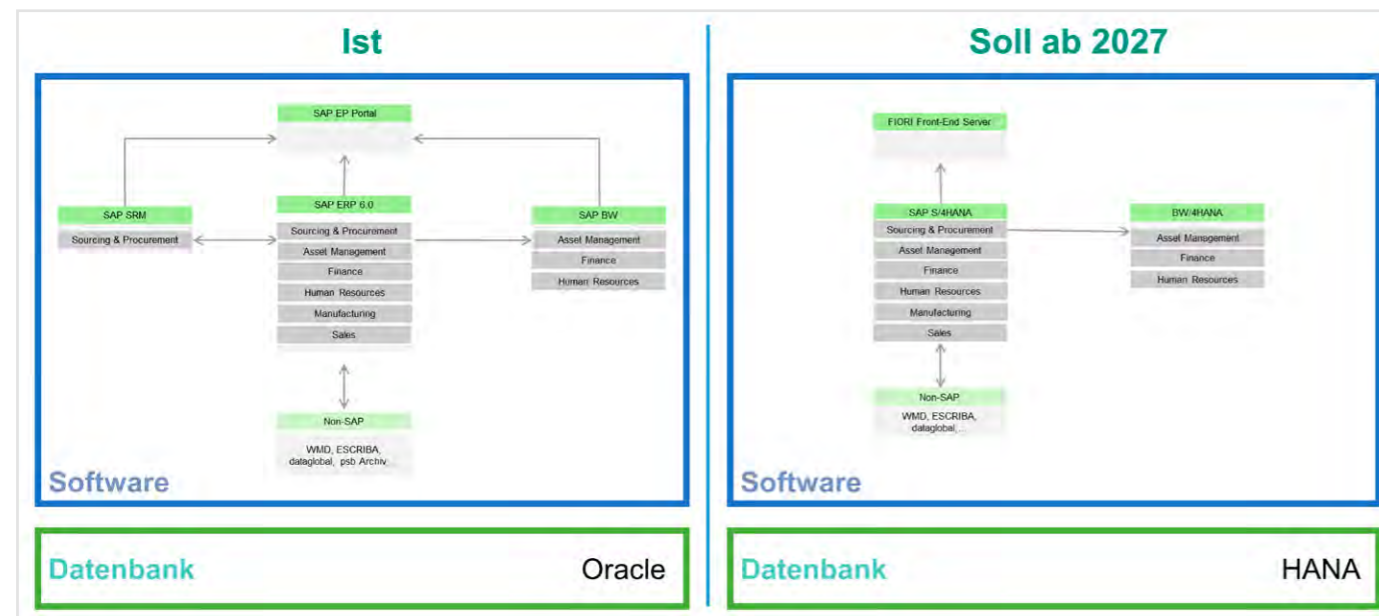 Ist
SAP EP Portal
SAP SRM
Sourcing & Procurement
SAP ERP 6.0
Sourcing & Procurement
Asset Management
Finance
Human Resources
Manufacturing
Sales
SAP BW
Asset Management
Finance
Human Resources
Non-SAP
WMD, ESCRIBA,
dataglobal, psb Archiv...
Software
Datenbank
Oracle
Soll ab 2027
FIORI Front-End Server
SAP S/4HANA
Sourcing & Procurement
Asset Management
Finance
Human Resources
Manufacturing
Sales
BW/4HANA
Asset Management
Finance
Human Resources
Non-SAP
WMD, ESCRIBA,
dataglobal,...
Software
Datenbank
HANA